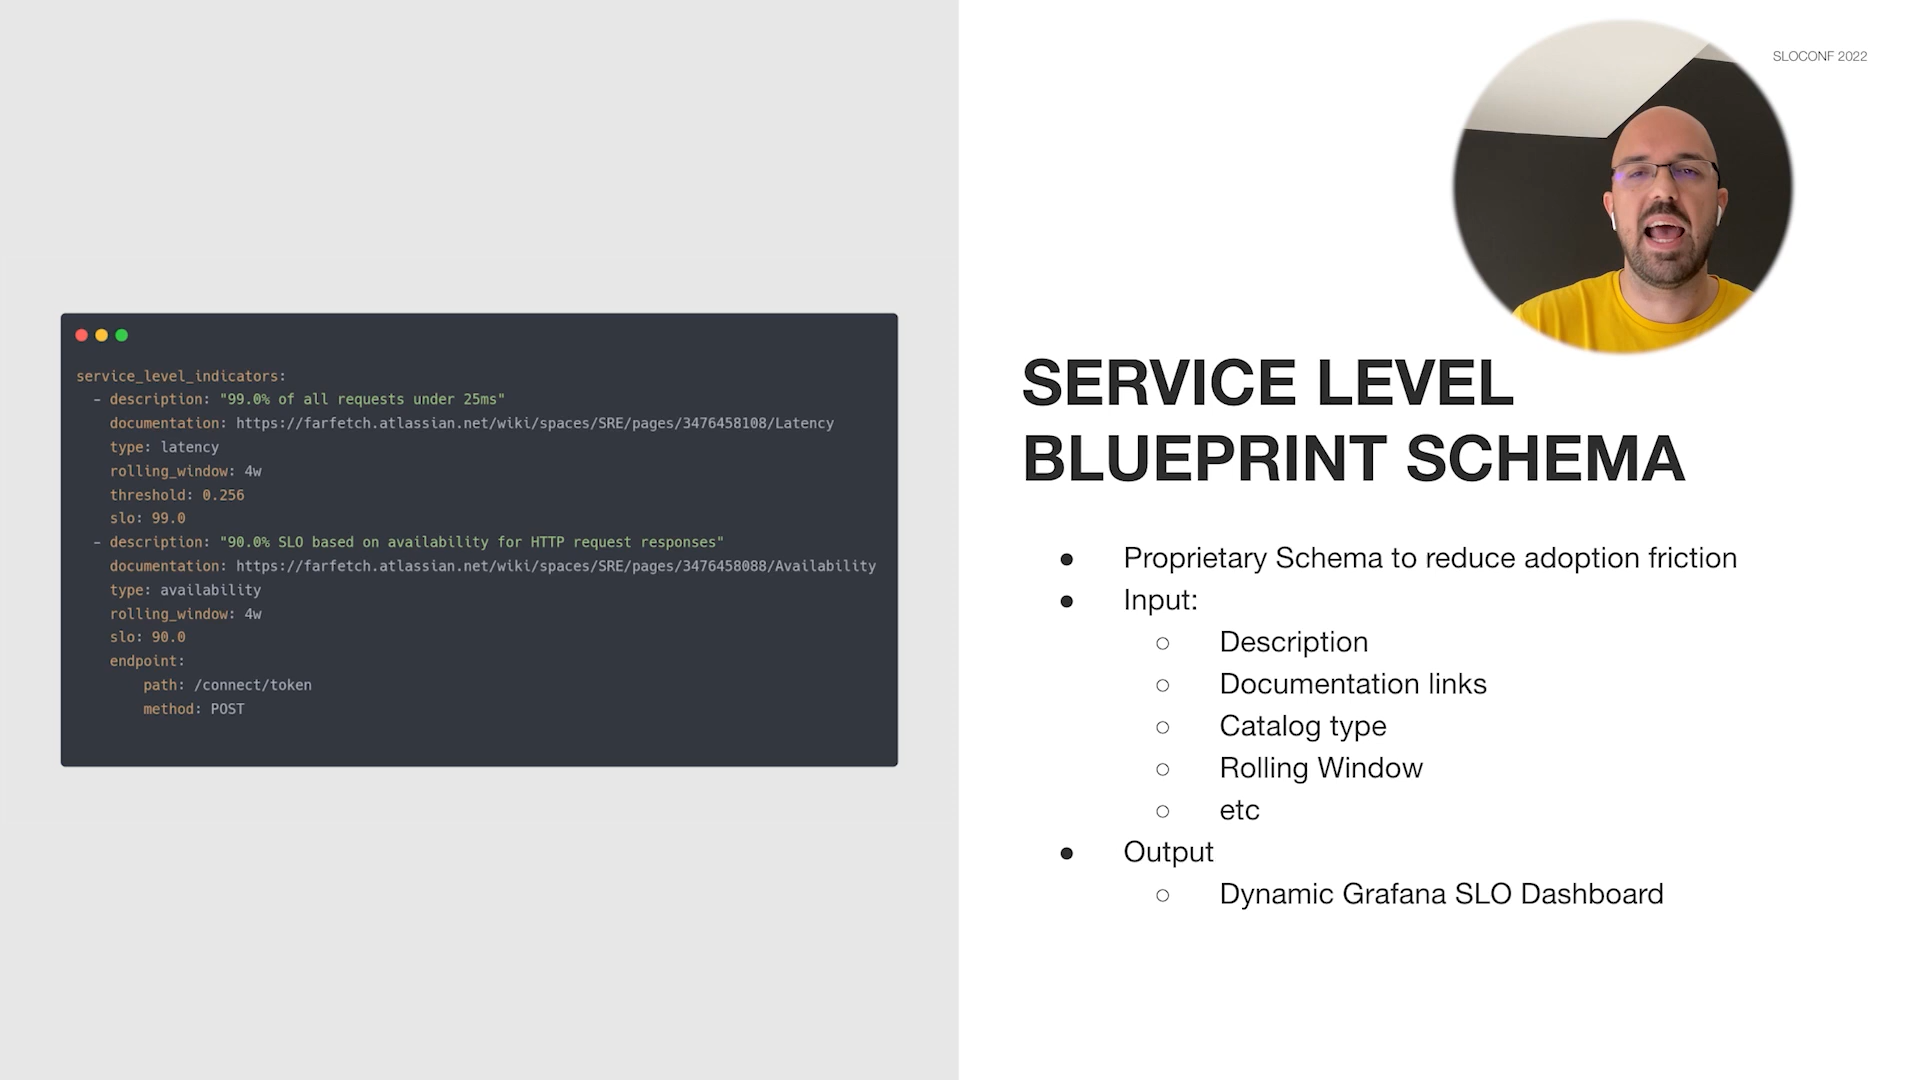 SLOCONF 2022
service_level_indicators:
- description: "99.0% of all requests under 25ms"
documentation: https://farfetch.atlassian.net/wiki/spaces/SRE/pages/3476458108/Latency
type: latency
rolling_window: 4w
threshold: 0.256
slo: 99.0
- description: "90.0% SLO based on availability for HTTP request responses"
documentation: https://farfetch.atlassian.net/wiki/spaces/SRE/pages/3476458088/Availability
type: availability
rolling_window: 4w
slo: 90.0
endpoint:
path: /connect/token
method: POST
SERVICE LEVEL
BLUEPRINT SCHEMA
● Proprietary Schema to reduce adoption friction
● Input:
○ Description
○ Documentation links
○ Catalog type
○ Rolling Window
○ etc
● Output
○ Dynamic Grafana SLO Dashboard